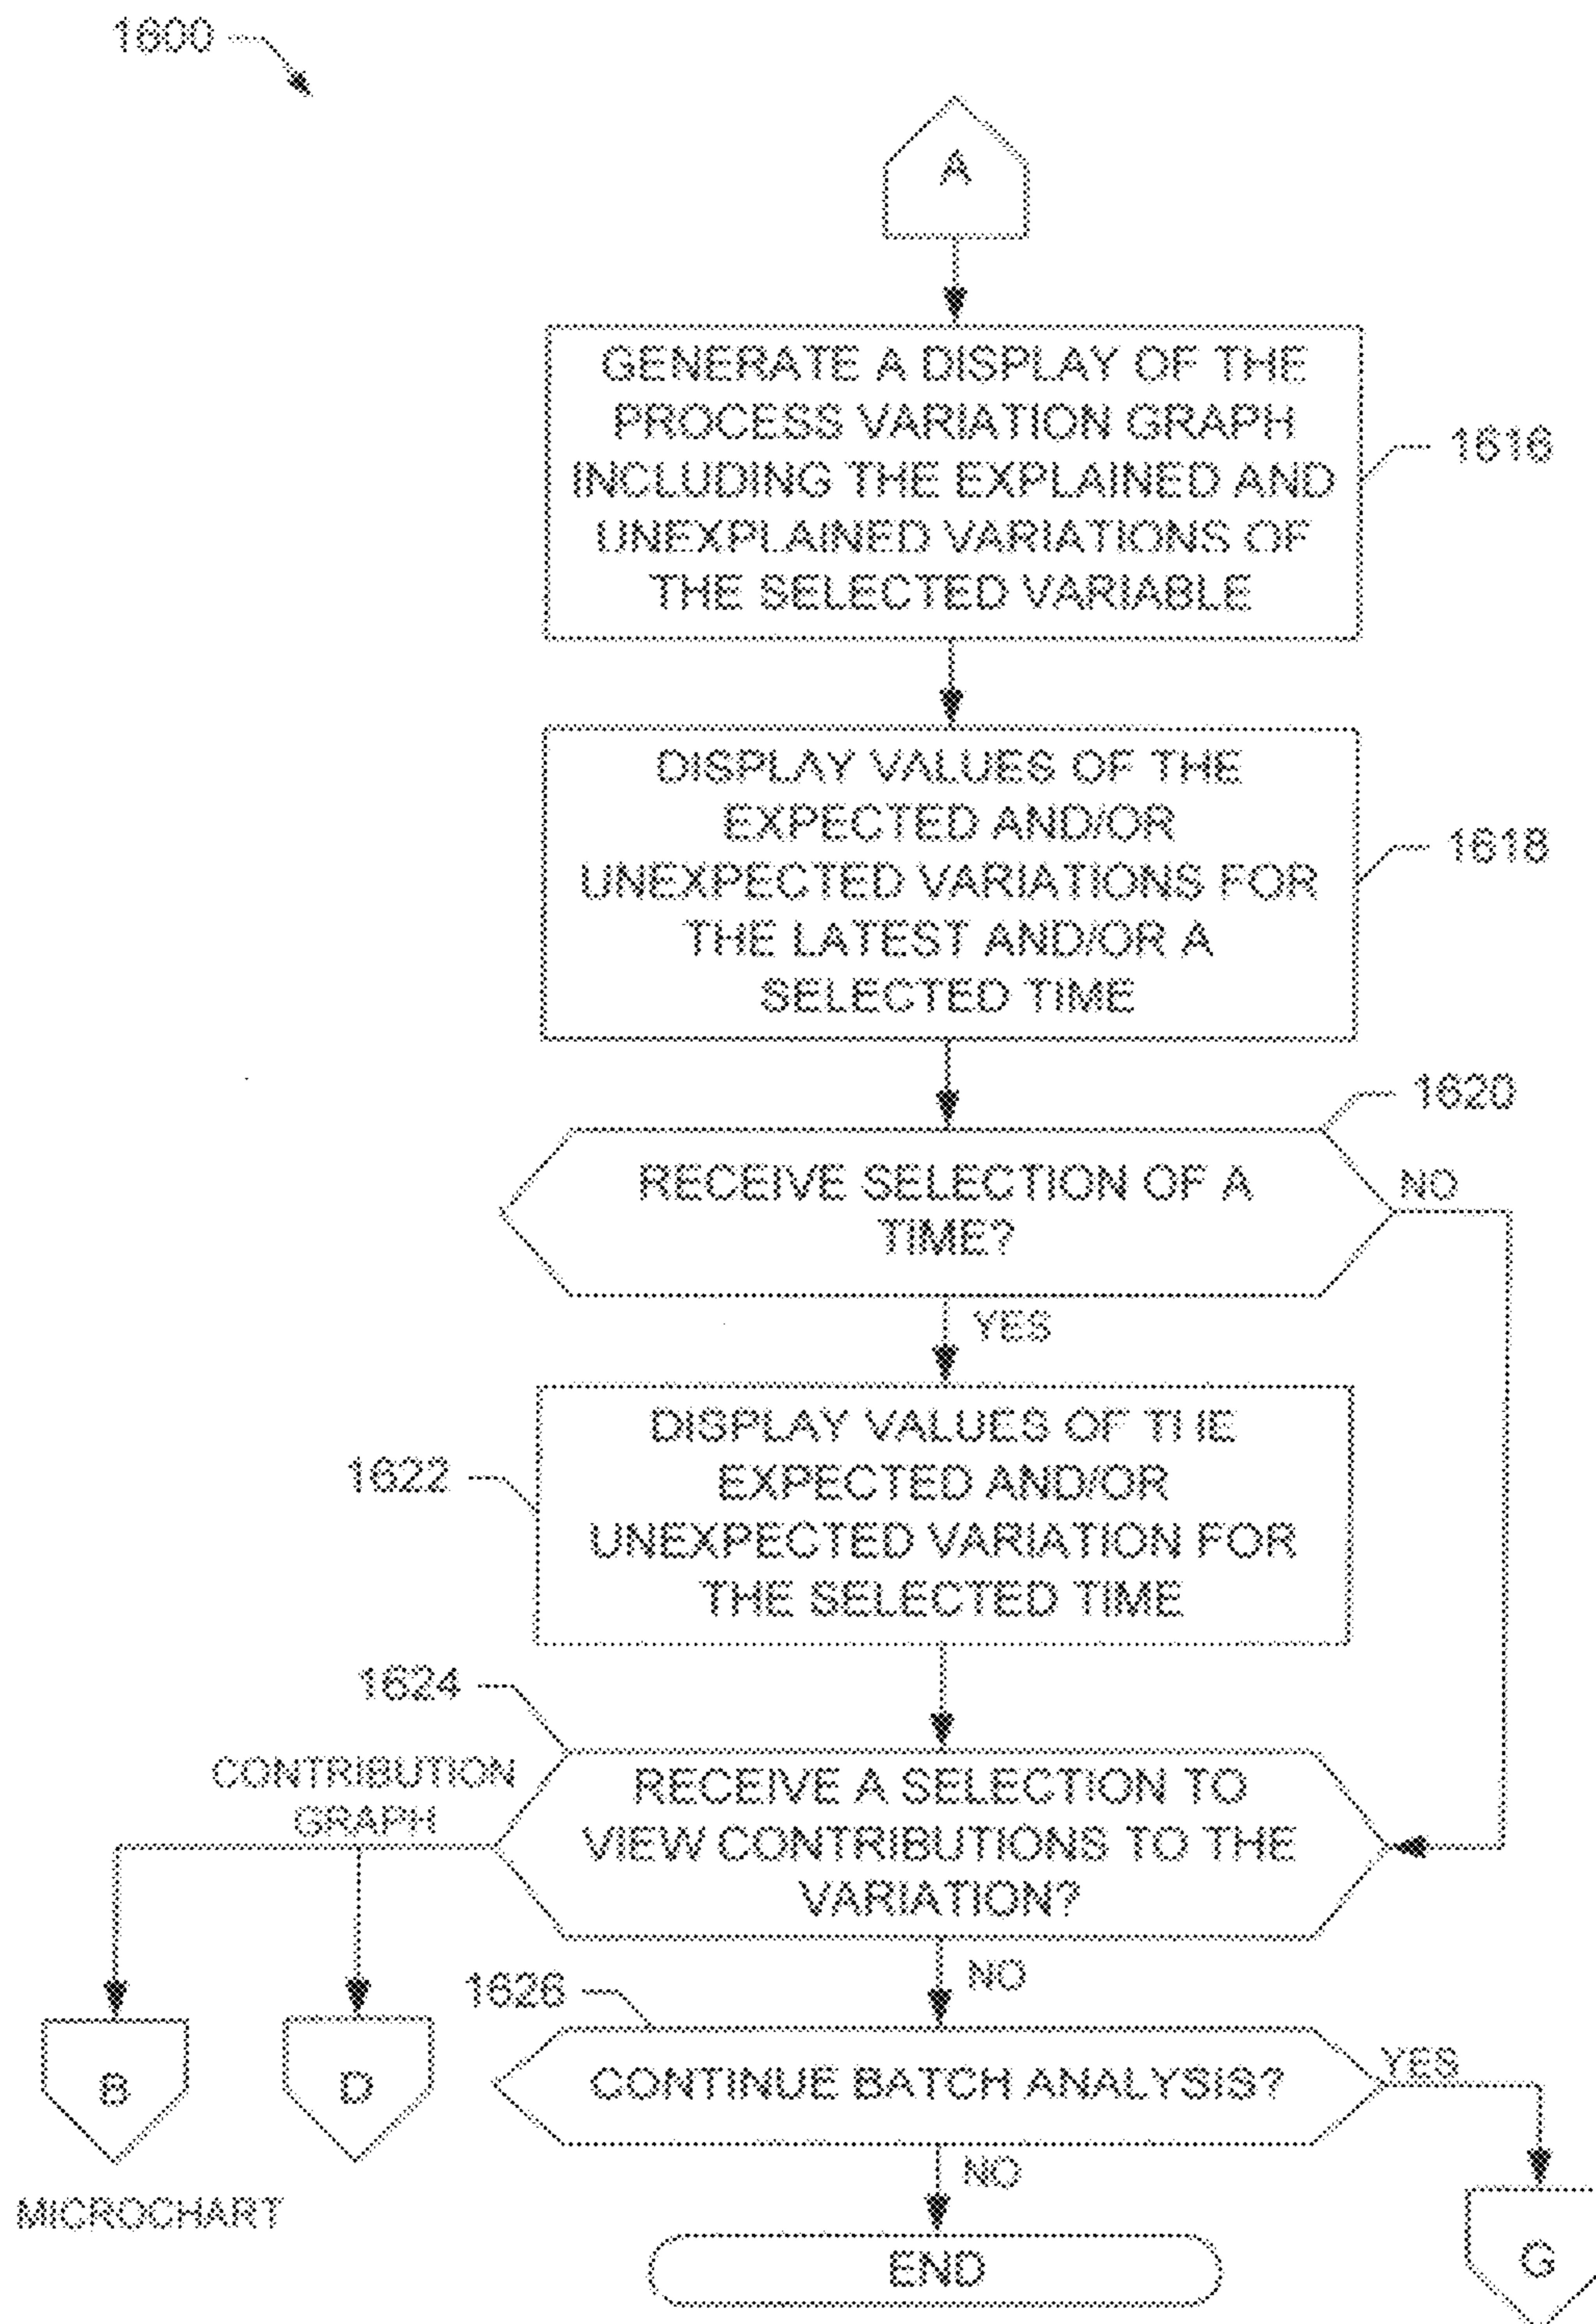 1600
A
GENERATE A DISPLAY OF THE
PROCESS VARIATION GRAPH
INCLUDING THE EXPLAINED AND
UNEXPLAINED VARIATIONS OF
THE SELECTED VARIABLE
1616
DISPLAY VALUES OF THE
EXPECTED AND/OR
UNEXPECTED VARIATIONS FOR
THE LATEST AND/OR A
SELECTED TIME
1618
1620
RECEIVE SELECTION OF A
TIME?
NO
YES
1622
DISPLAY VALUES OF THE
EXPECTED AND/OR
UNEXPECTED VARIATION FOR
THE SELECTED TIME
1624
CONTRIBUTION
GRAPH
RECEIVE A SELECTION TO
VIEW CONTRIBUTIONS TO THE
VARIATION?
NO
1626
B
D
CONTINUE BATCH ANALYSIS?
YES
NO
MICROCHART
END
G